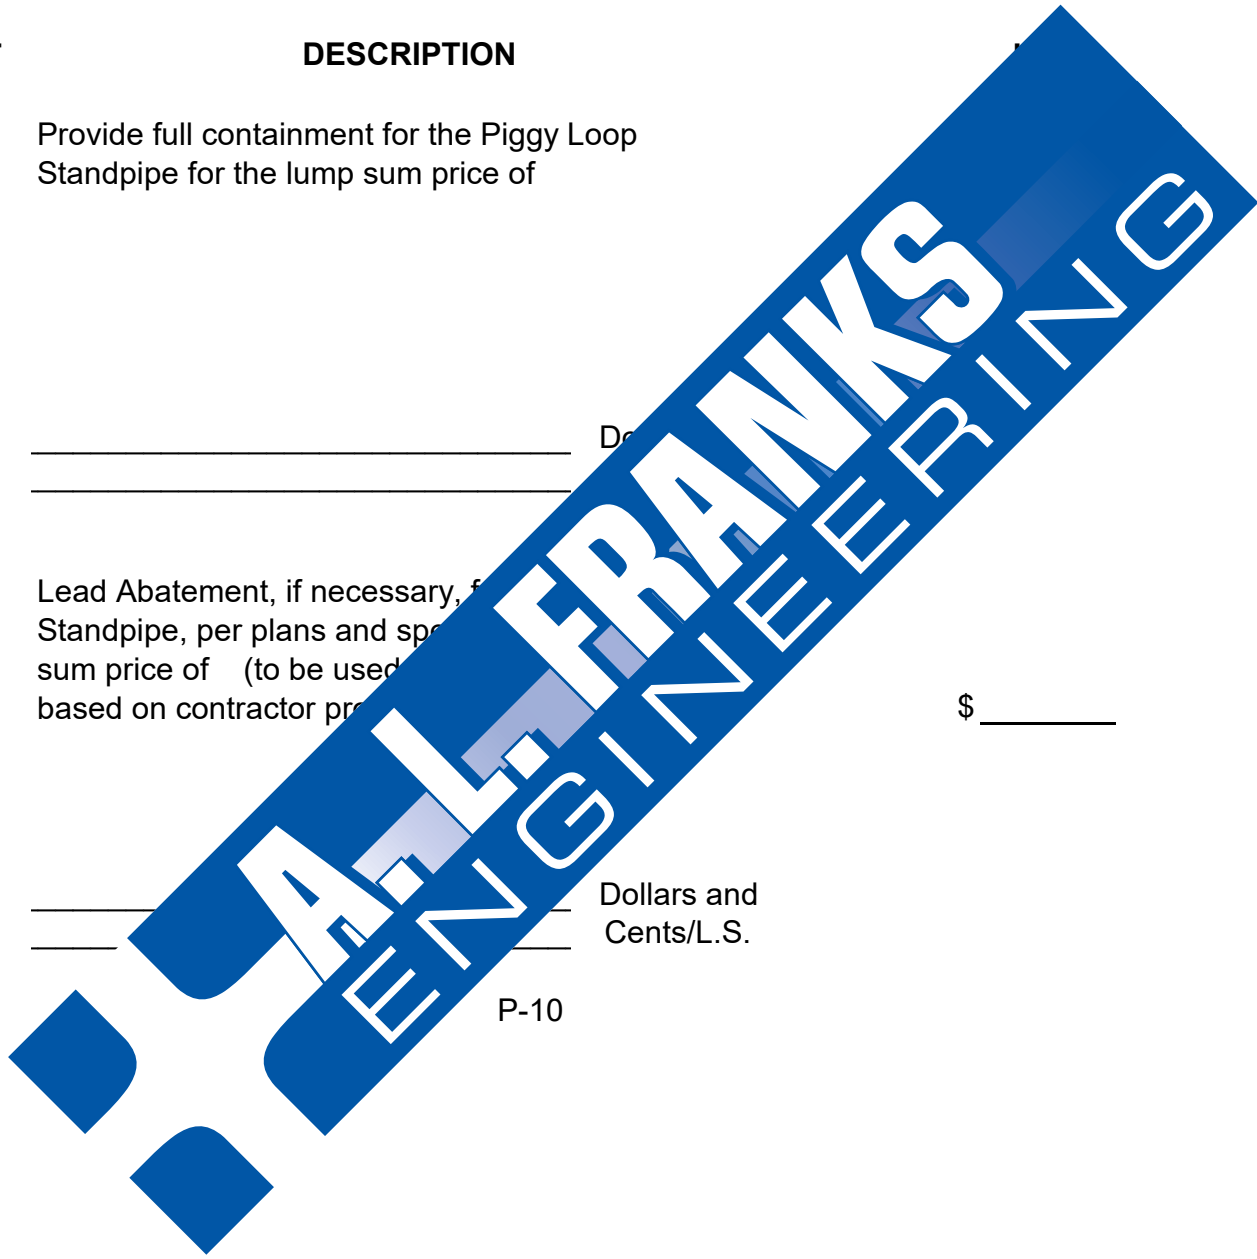 DESCRIPTION
Provide full containment for the Piggy Loop
Standpipe for the lump sum price of
Lead Abatement, if necessary,
Standpipe, per plans and
sum price of (to be used
based on contractor
$
Dollars and
Cents/L.S.
P-10
A.L. FRANKS
ENGINEERING